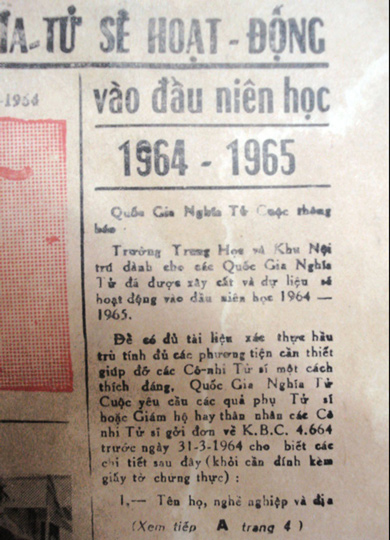 ĨA-TỬ SẼ HOẠT-ĐỘNG
-1964
vào đầu niên học
1964 - 1965
Quốc Gia Nghĩa Tử Cuộc thông
báo
Trường Trung Học và Khu Nội
trú dành cho các Quốc Gia Nghĩa
Tử đã được xây cất và dự liệu sẽ
hoạt động vào đầu niên học 1964 —
1965.
Để có đủ tài liệu xác thực hầu
trù tính đủ các phương tiện cần thiết
giúp đỡ các Cô-nhi Tử sĩ một cách
thích đáng, Quốc Gia Nghĩa Tử
Cuộc yêu cầu các quả phụ Tử sĩ
hoặc Giám hộ hay thân nhân các Cô
nhi Tử sĩ gởi đơn về K.B.C. 4.664
trước ngày 31-3-1964 cho biết các
chi tiết sau đây (khỏi cần đính kèm
giấy tờ chứng thực) :
1,— Tên họ, nghề nghiệp và địa
(Xem tiếp A trang 4)